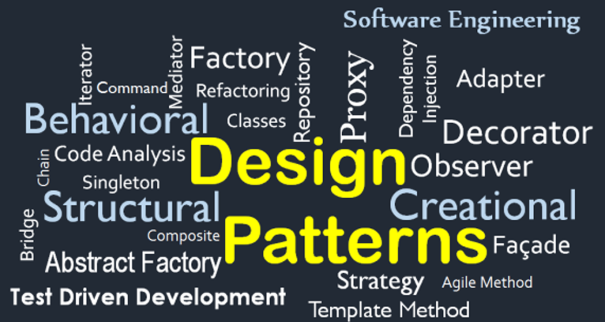 Software Engineering
Iterator
Command
Mediator
Factory
Refactoring
Repository
Proxy
Dependency
Injection
Adapter
Behavioral
Classes
Decorator
Chain
Code Analysis
Design
Observer
Singleton
Structural
Creational
Bridge
Composite
Patterns
Façade
Abstract Factory
Strategy
Agile Method
Test Driven Development
Template Method